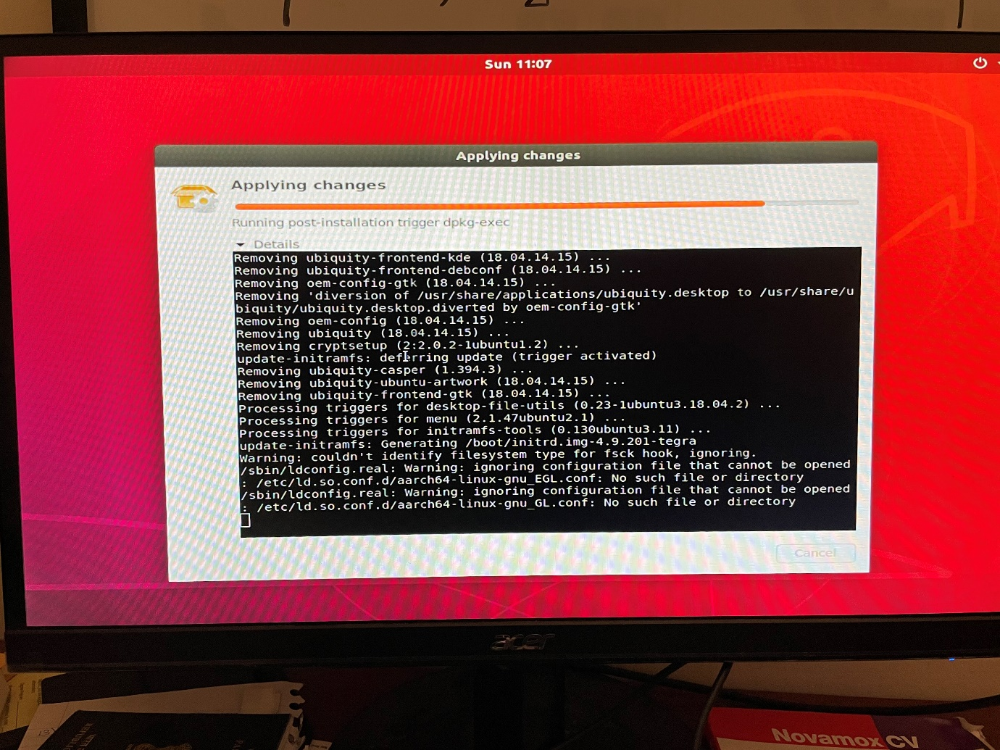 Sun 11:07
Applying changes
Applying changes
Running post-installation trigger dpkg-exec
Details
Removing ubiquity-frontend-kde (18.04.14.15) ...
Removing ubiquity-frontend-debconf (18.04.14.15) ...
Removing oem-config-gtk (18.04.14.15) ...
Removing 'diversion of /usr/share/applications/ubiquity.desktop to /usr/share/u
biquity/ubiquity.desktop.diverted by oem-config-gtk'
Removing oem-config (18.04.14.15) ...
Removing ubiquity (18.04.14.15) ...
Removing cryptsetup (2:2.0.2-1ubuntu1.2) ...
update-initramfs: deferring update (trigger activated)
Removing ubiquity-casper (1.394.3) ...
Removing ubiquity-ubuntu-artwork (18.04.14.15) ...
Removing ubiquity-frontend-gtk (18.04.14.15) ...
Processing triggers for desktop-file-utils (0.23-1ubuntu3.18.04.2) ...
Processing triggers for menu (2.1.47ubuntu2.1) ...
Processing triggers for initramfs-tools (0.130ubuntu3.11) ...
update-initramfs: Generating /boot/initrd.img-4.9.201-tegra
Warning: couldn't identify filesystem type for fsck hook, ignoring.
/sbin/ldconfig.real: Warning: ignoring configuration file that cannot be opened
: /etc/ld.so.conf.d/aarch64-linux-gnu_EGL.conf: No such file or directory
/sbin/ldconfig.real: Warning: ignoring configuration file that cannot be opened
: /etc/ld.so.conf.d/aarch64-linux-gnu_GL.conf: No such file or directory
Cancel
acer
Novamox CV